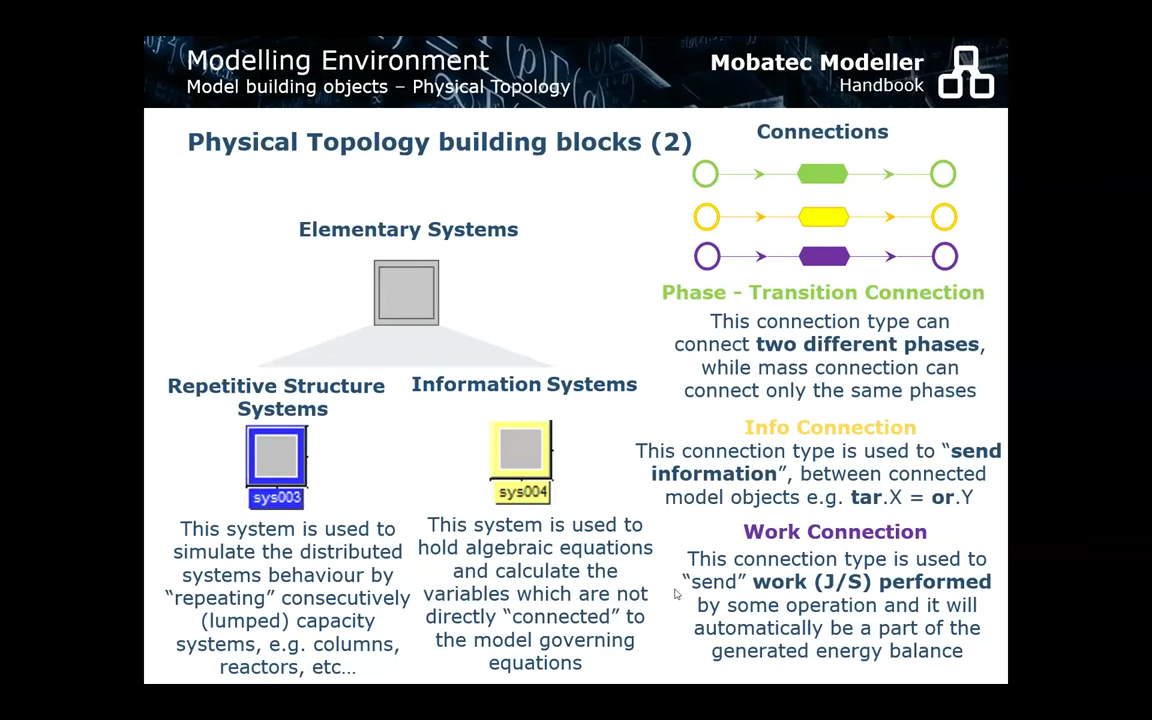 Modelling Environment
Model building objects – Physical Topology
Mobatec Modeller
Handbook
Physical Topology building blocks (2)
Elementary Systems
Repetitive Structure
Systems
sys003
This system is used to
simulate the distributed
systems behaviour by
“repeating” consecutively
(lumped) capacity
systems, e.g. columns,
reactors, etc…
Information Systems
sys004
This system is used to
hold algebraic equations
and calculate the
variables which are not
directly “connected” to
the model governing
equations
Connections
Phase - Transition Connection
This connection type can
connect two different phases,
while mass connection can
connect only the same phases
Info Connection
This connection type is used to “send
information”, between connected
model objects e.g. tar.X = or.Y
Work Connection
This connection type is used to
“send” work (J/S) performed
by some operation and it will
automatically be a part of the
generated energy balance